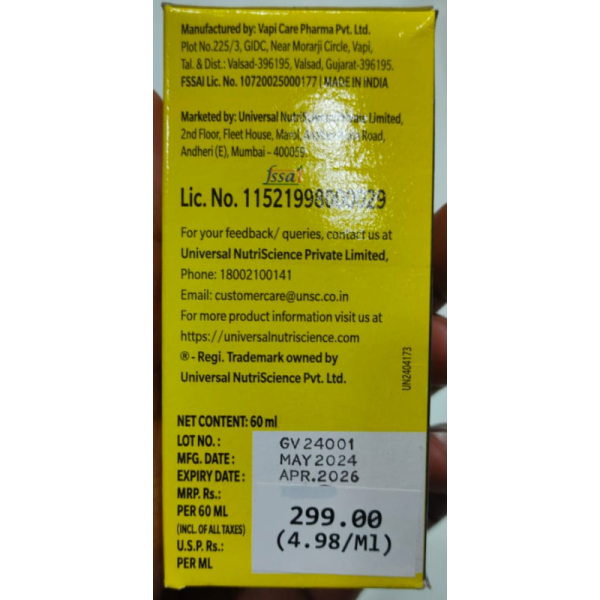 Manufactured by: Vapi Care Pharma Pvt. Ltd.
Plot No.225/3, GIDC, Near Morarji Circle, Vapi,
Tal. & Dist.: Valsad-396195, Valsad, Gujarat-396195.
FSSAI Lic. No. 10720025000177 | MADE IN INDIA
Marketed by: Universal Limited,
2nd Floor, Fleet House, Road,
Andheri (E), Mumbai – 400059.
fssai
Lic. No.
For your feedback/ queries, contact us at
Universal NutriScience Private Limited,
Phone: 18002100141
Email: customercare@unsc.co.in
For more product information visit us at
https://universalnutriscience.com
® - Regi. Trademark owned by
Universal NutriScience Pvt. Ltd.
UN2404173
NET CONTENT: 60 ml
LOT NO. : GV24001
MFG. DATE : MAY 2024
EXPIRY DATE : APR.2026
MRP. Rs.:
PER 60 ML 299.00
(INCL. OF ALL TAXES)
U.S.P. Rs.: (4.98/Ml)
PER ML